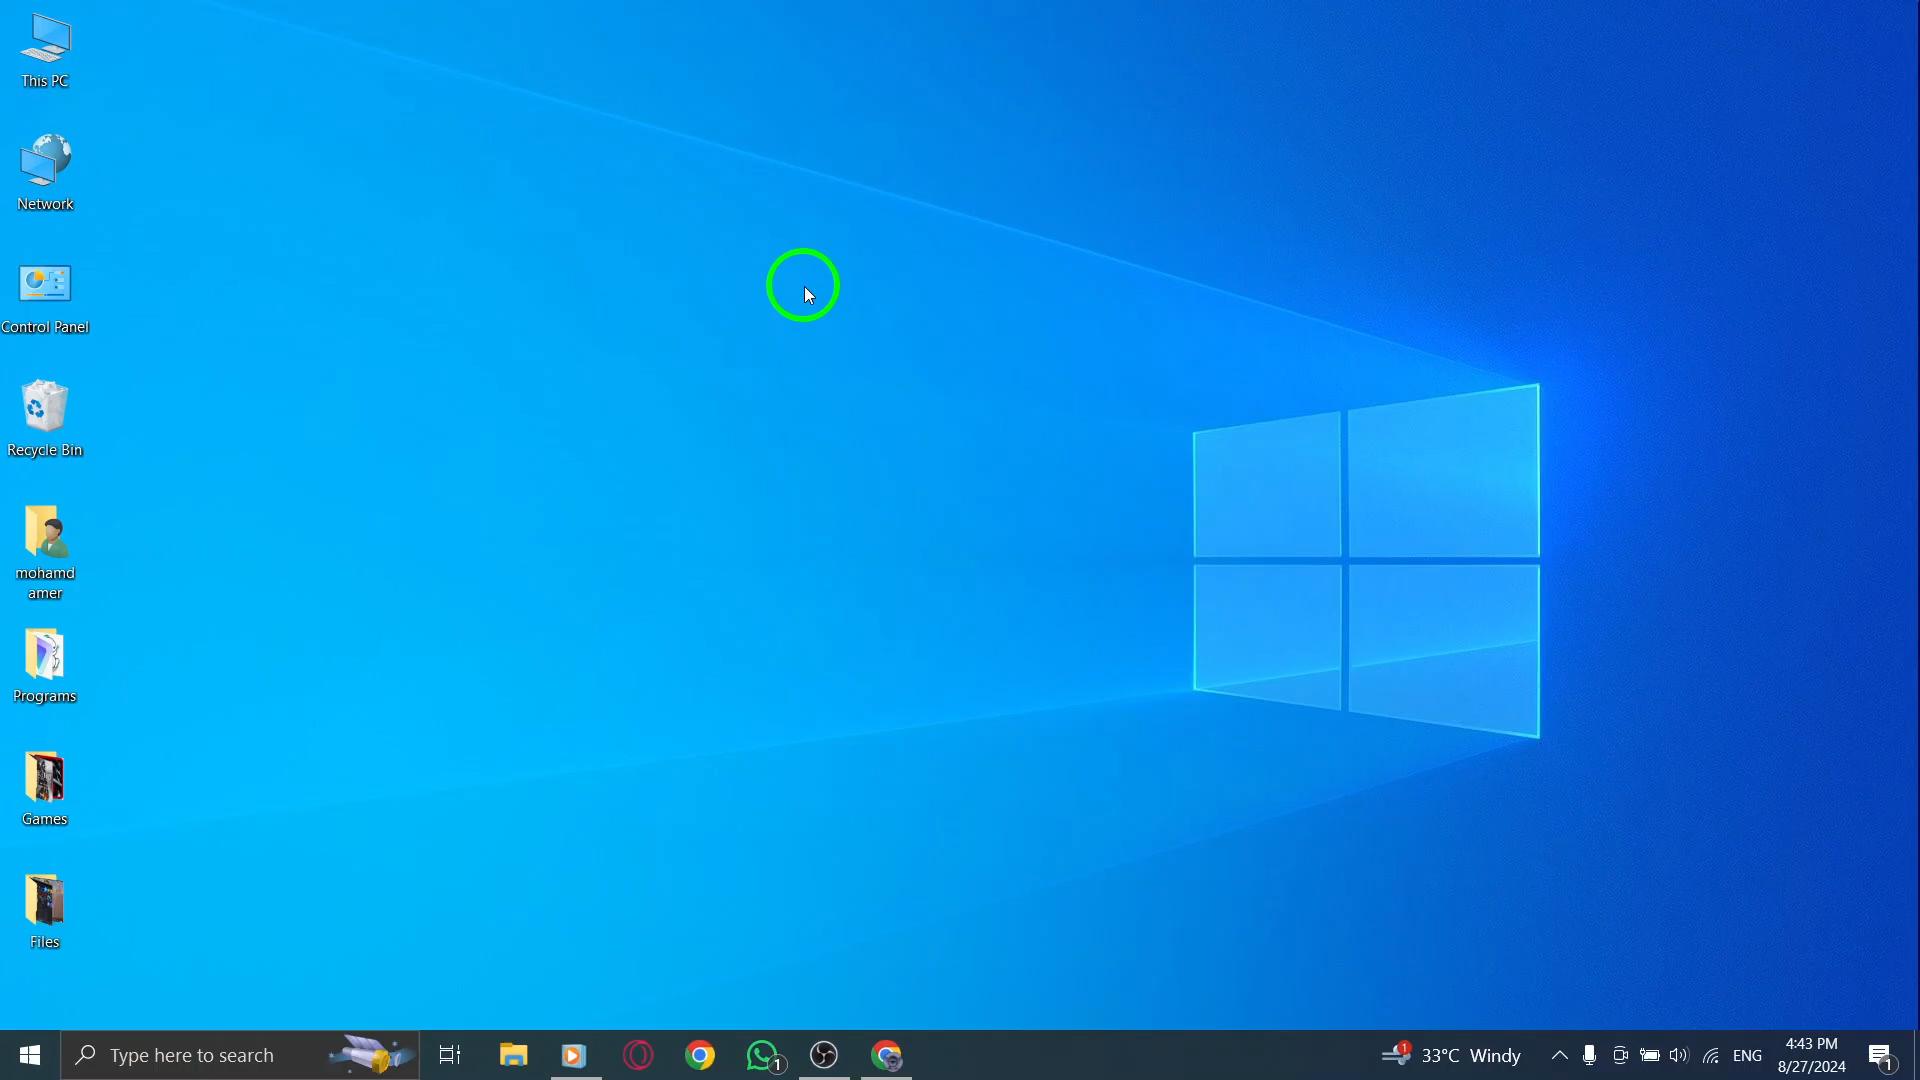 This PC
Network
Control Panel
Recycle Bin
mohamd
amer
Programs
Games
Files
Type here to search
1
1
33°C Windy
ENG
4:43 PM
8/27/2024
1